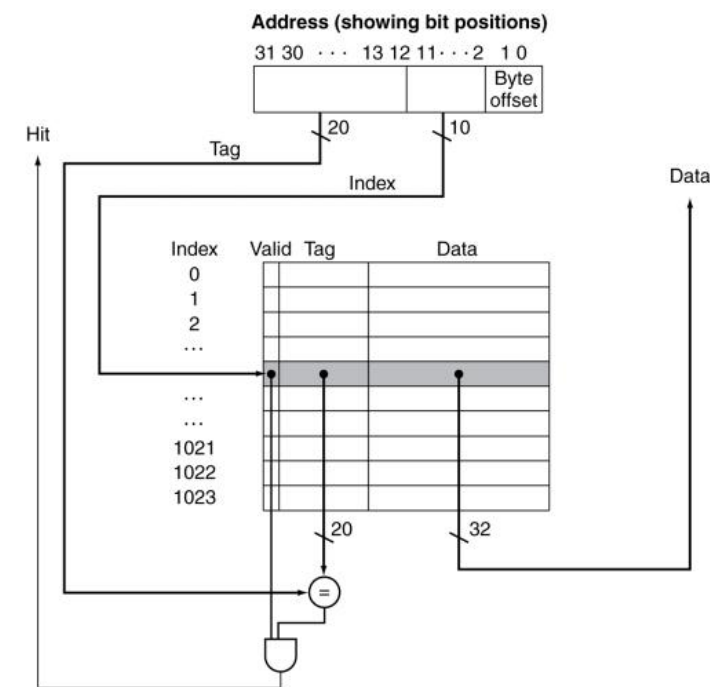 Address (showing bit positions)
31 30 · · · 13 12 11 · · · 2 1 0
Byte
offset
20
10
Hit
Tag
Index
Data
Index Valid Tag Data
0
1
2
...
...
...
1021
1022
1023
20
32
=